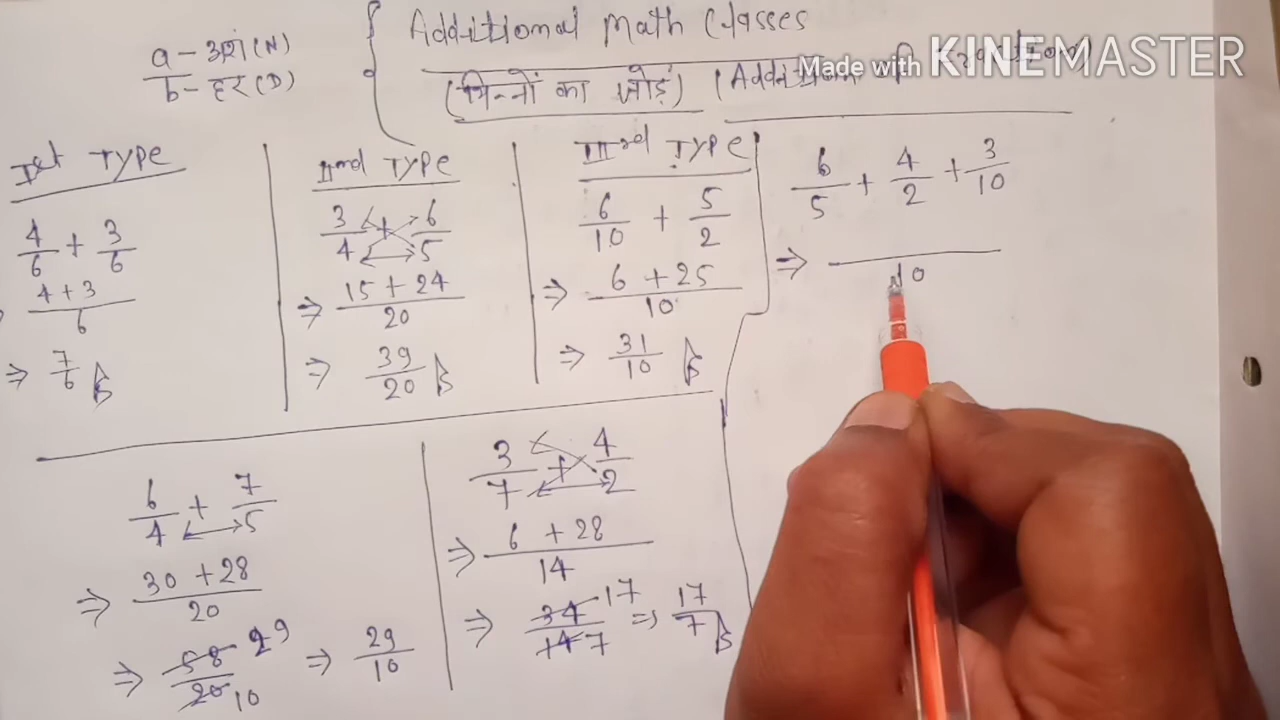 a - अंश (N)
b - हर (D)
Additional Math Classes
Made with KINEMASTER
(भिन्नों का जोड़) (Addition
Ist Type
4/6 + 3/6
4 + 3 / 6
⇒ 7/6
IInd Type
3/4 + 6/5
⇒ 15 + 24 / 20
⇒ 39/20
IIIrd Type
6/10 + 5/2
⇒ 6 + 25 / 10
⇒ 31/10
6/5 + 4/2 + 3/10
⇒ 10
6/4 + 7/5
⇒ 30 + 28 / 20
⇒ 58/20 29/10 ⇒ 29/10
3/7 + 4/2
⇒ 6 + 28 / 14
⇒ 34/14 17/7 ⇒ 17/7